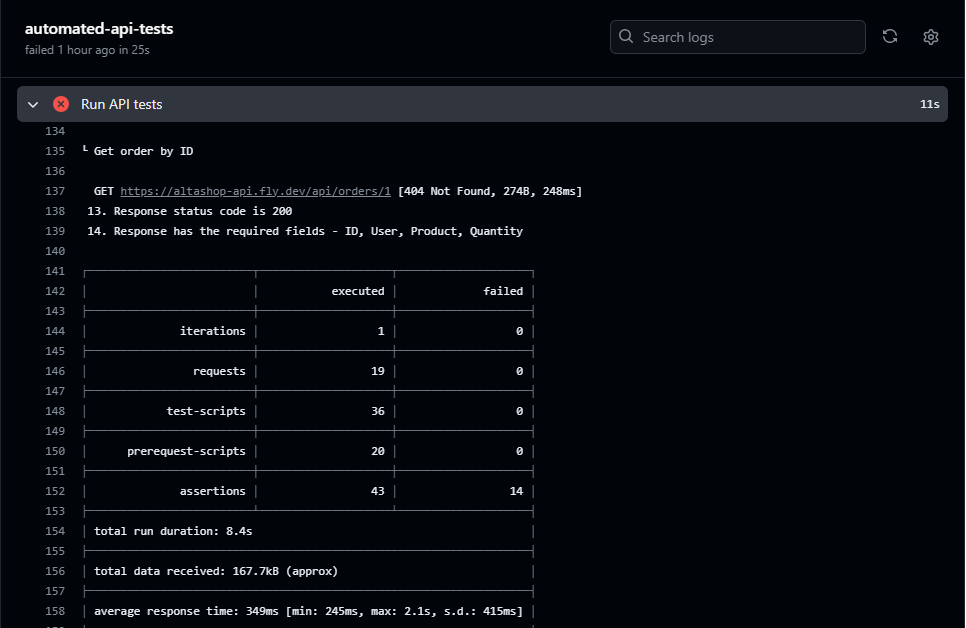 automated-api-tests
failed 1 hour ago in 25s
Search logs
Run API tests 11s
134
135 └ Get order by ID
136
137 GET https://altashop-api.fly.dev/api/orders/1 [404 Not Found, 274B, 248ms]
138 13. Response status code is 200
139 14. Response has the required fields - ID, User, Product, Quantity
140
141
142 executed failed
143
144 iterations 1 0
145
146 requests 19 0
147
148 test-scripts 36 0
149
150 prerequest-scripts 20 0
151
152 assertions 43 14
153
154 total run duration: 8.4s
155
156 total data received: 167.7kB (approx)
157
158 average response time: 349ms [min: 245ms, max: 2.1s, s.d.: 415ms]